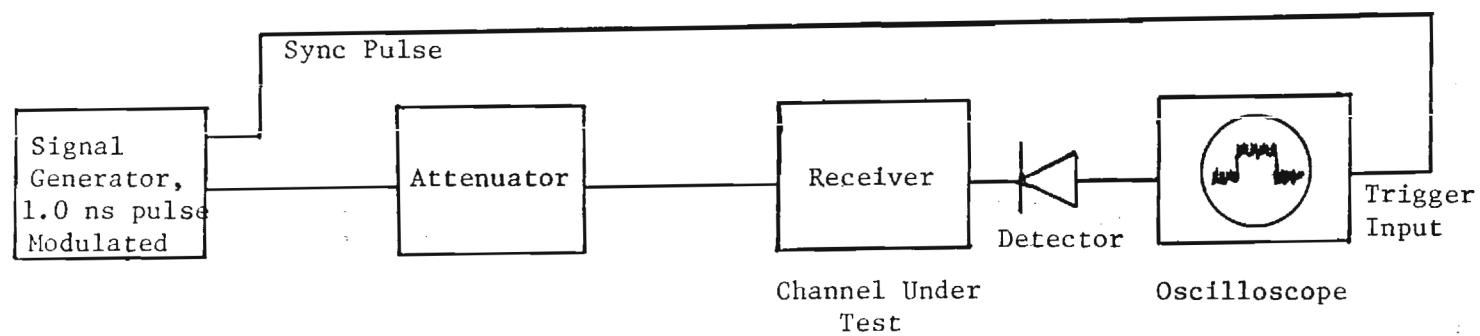 Sync Pulse
Signal
Generator,
1.0 ns pulse
Modulated
Attenuator
Receiver
Detector
Trigger
Input
Channel Under
Test
Oscilloscope